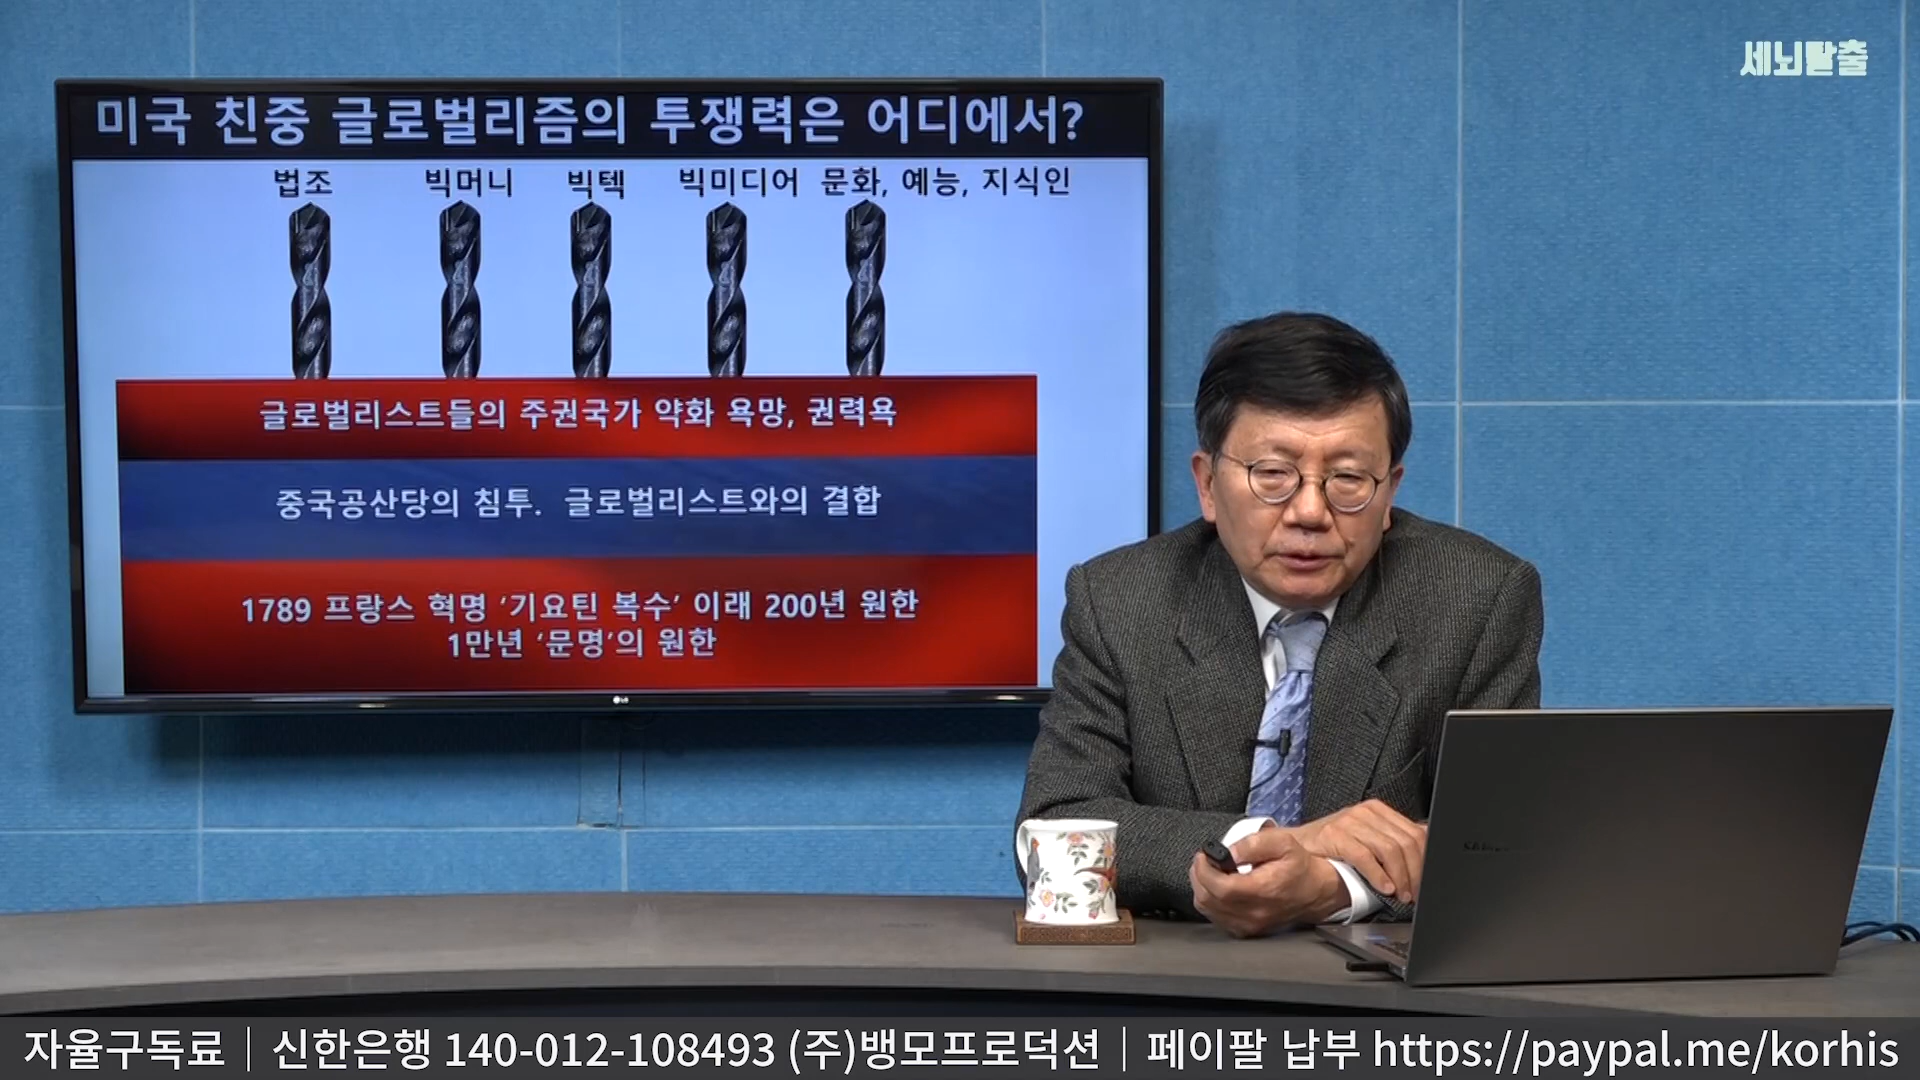 세뇌탈출
미국 친중 글로벌리즘의 투쟁력은 어디에서?
법조 빅머니 빅텍 빅미디어 문화, 예능, 지식인
글로벌리스트들의 주권국가 약화 욕망, 권력욕
중국공산당의 침투. 글로벌리스트와의 결합
1789 프랑스 혁명 ‘기요틴 복수’ 이래 200년 원한
1만년 ‘문명’의 원한
LG
자율구독료｜신한은행 140-012-108493 (주)뱅모프로덕션｜페이팔 납부 https://paypal.me/korhis